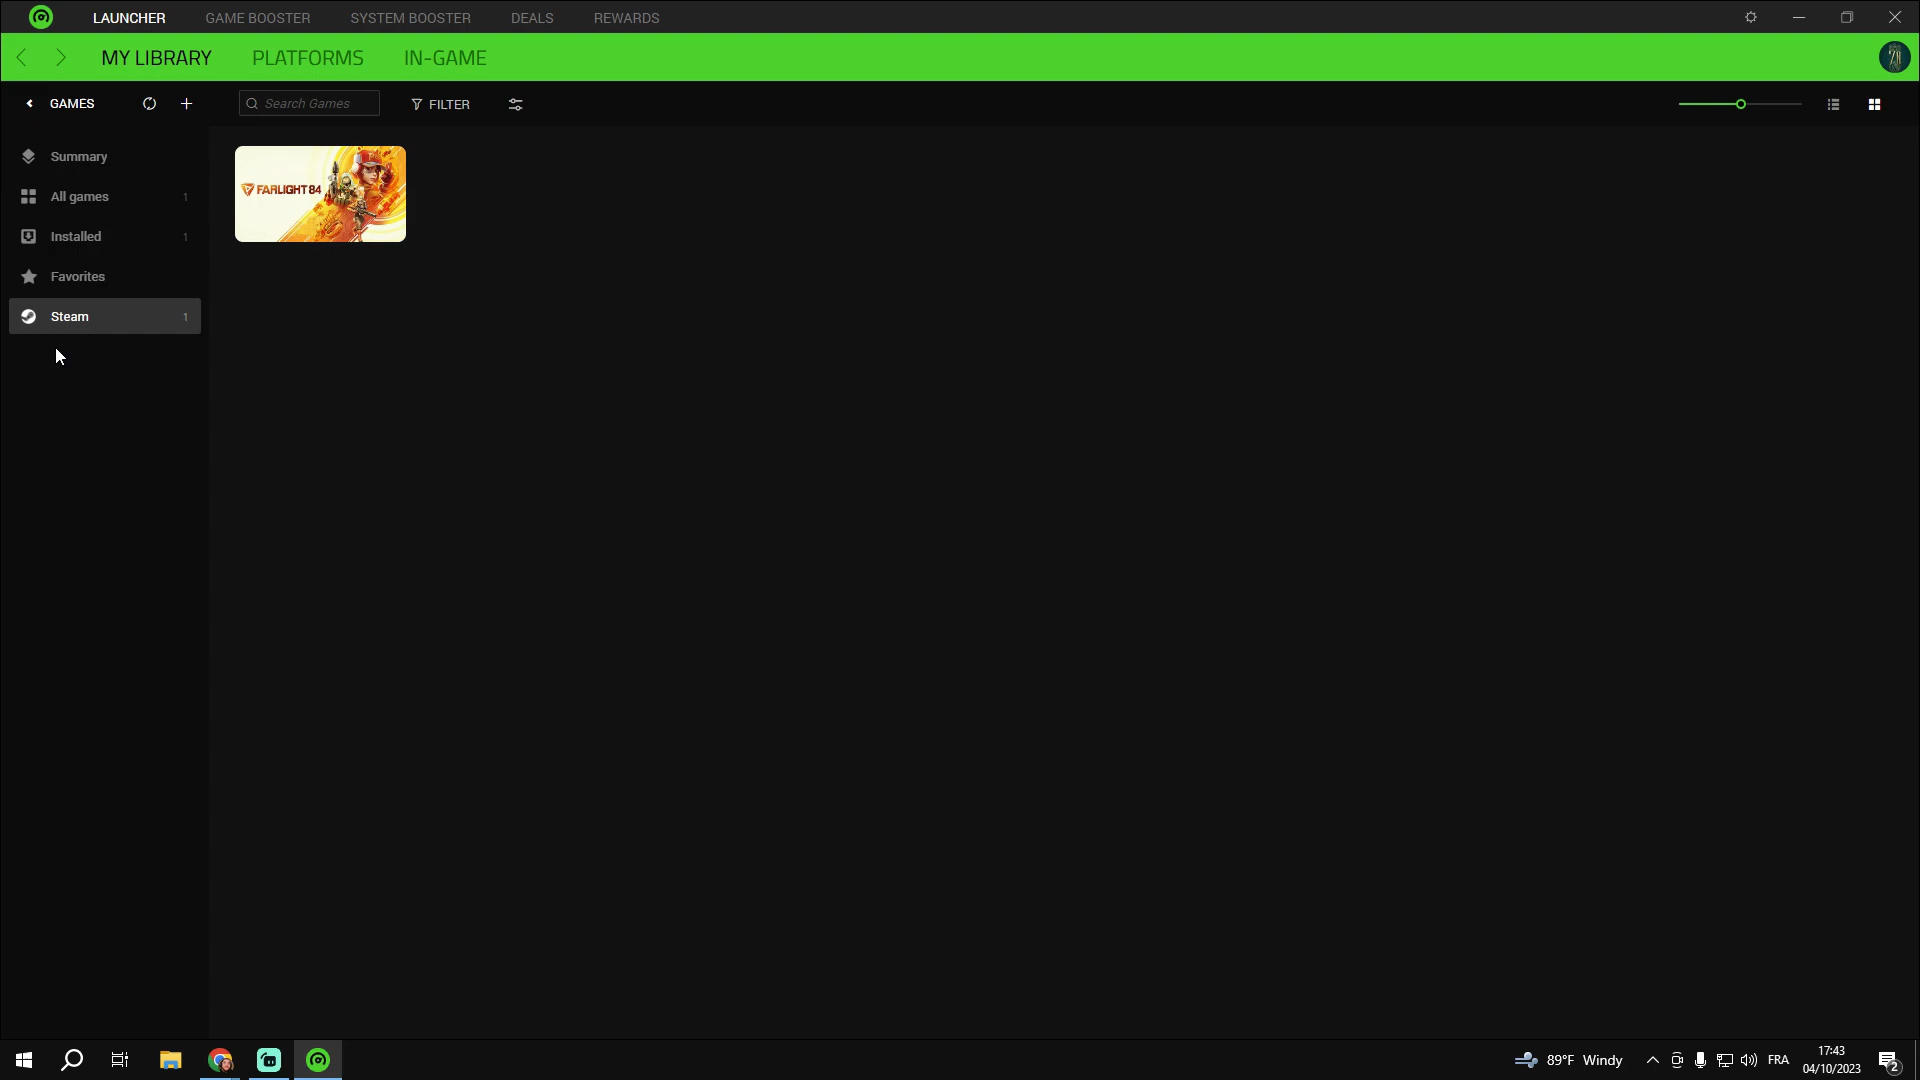 LAUNCHER GAME BOOSTER SYSTEM BOOSTER DEALS REWARDS
MY LIBRARY PLATFORMS IN-GAME
GAMES Search Games FILTER
Summary
All games 1
Installed 1
Favorites
Steam 1
FARLIGHT 84
89°F Windy FRA
17:43
04/10/2023
2